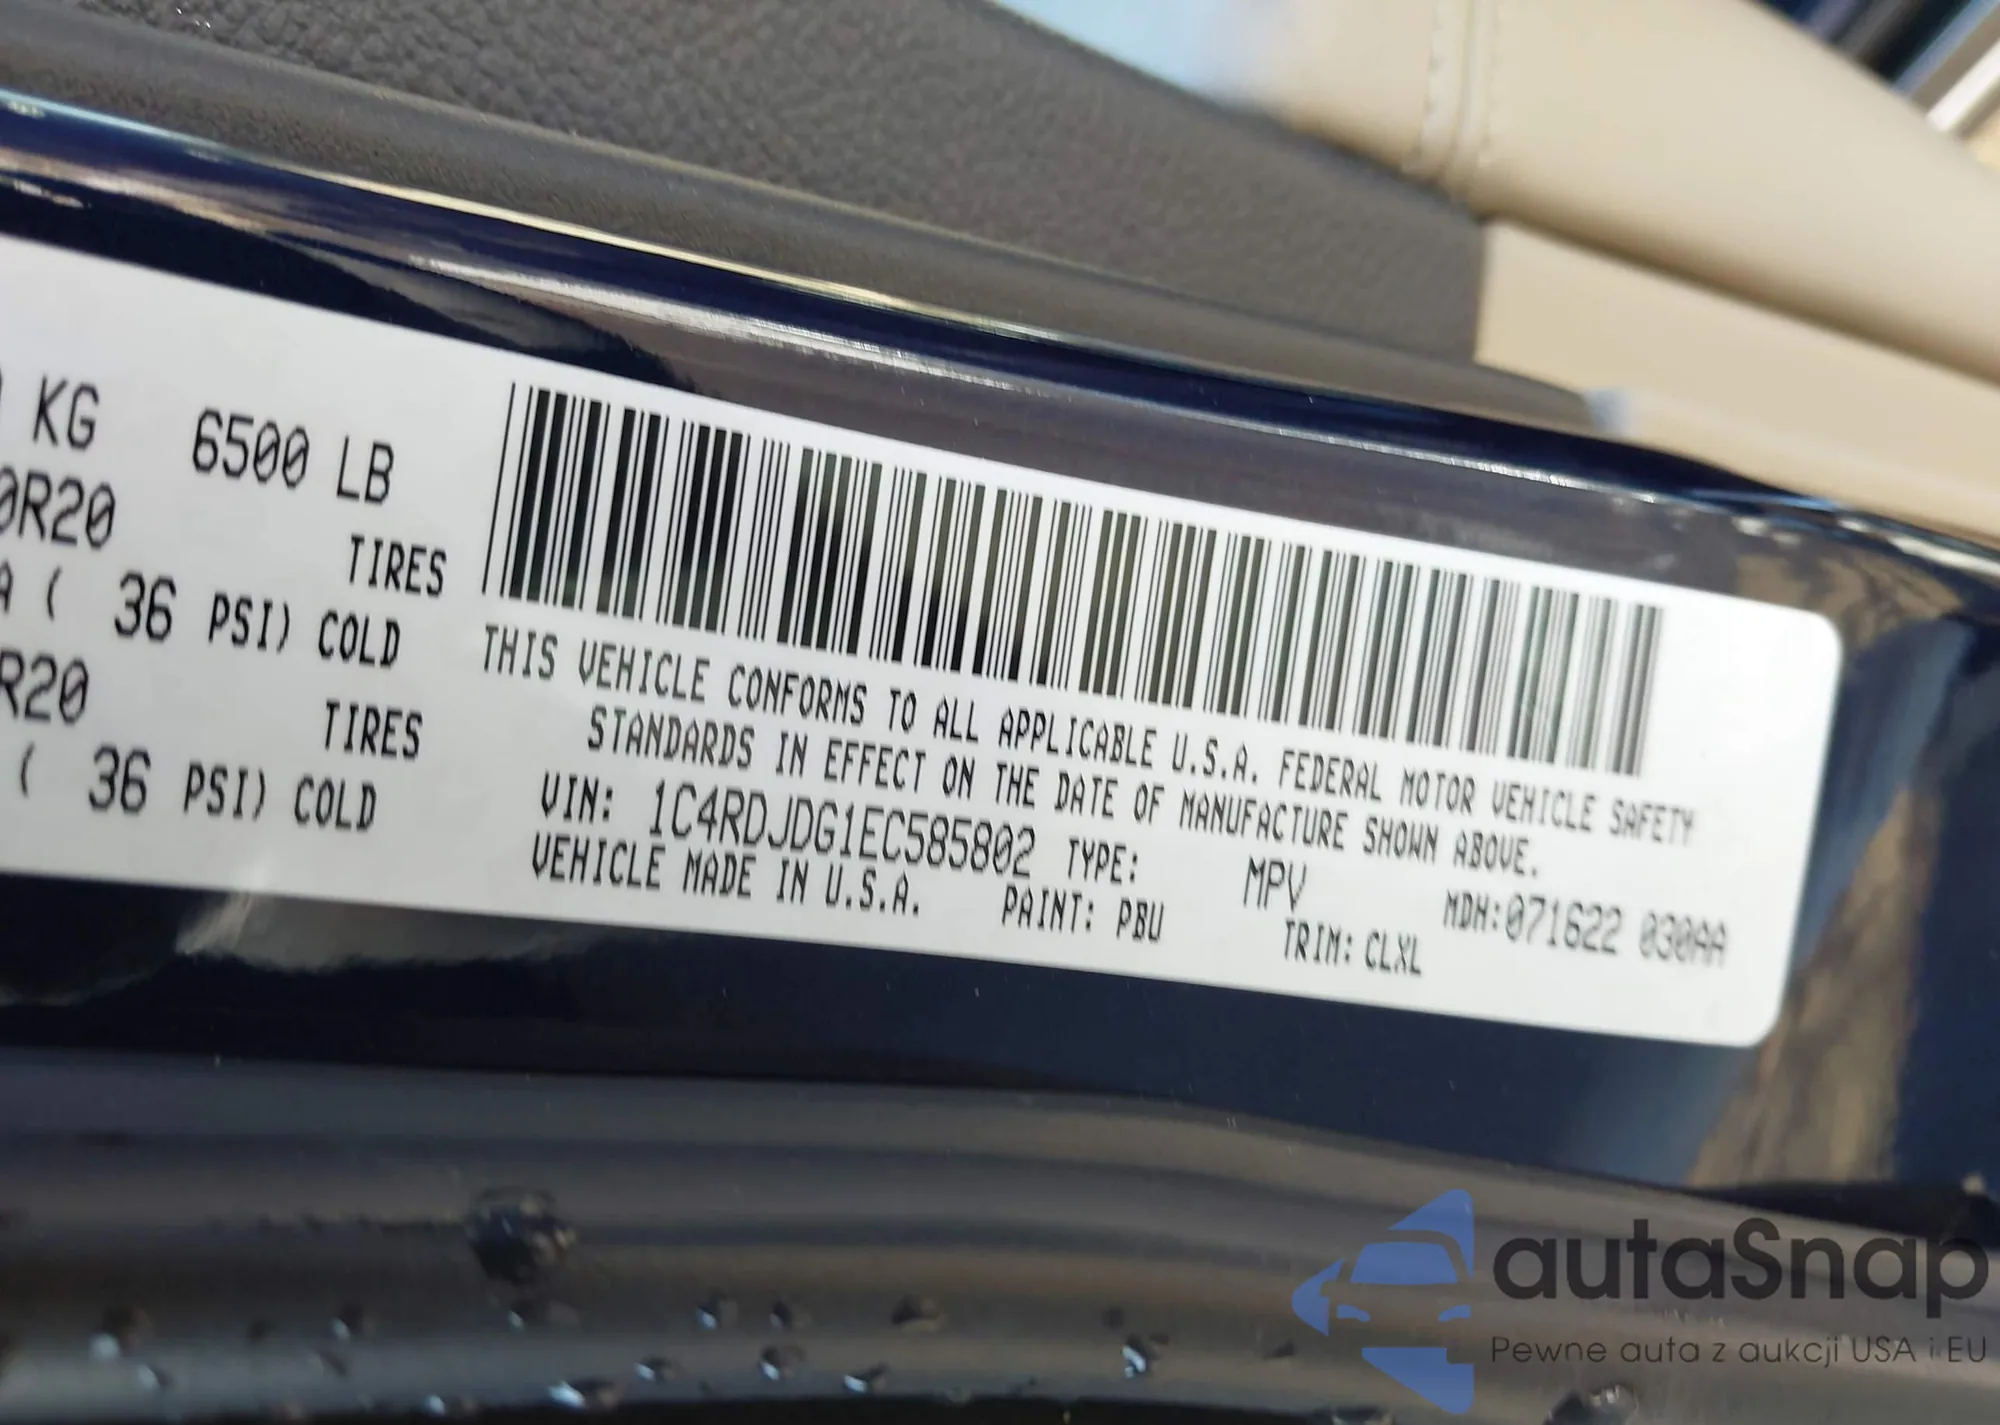 KG 6500 LB
0R20 TIRES
A ( 36 PSI) COLD
R20 TIRES
( 36 PSI) COLD
THIS VEHICLE CONFORMS TO ALL APPLICABLE U.S.A. FEDERAL MOTOR VEHICLE SAFETY
STANDARDS IN EFFECT ON THE DATE OF MANUFACTURE SHOWN ABOVE.
VIN: 1C4RDJDG1EC585802 TYPE: MPV MDH:071622 030AA
VEHICLE MADE IN U.S.A. PAINT: PBU TRIM: CLXL
autaSnap
Pewne auta z aukcji USA i EU